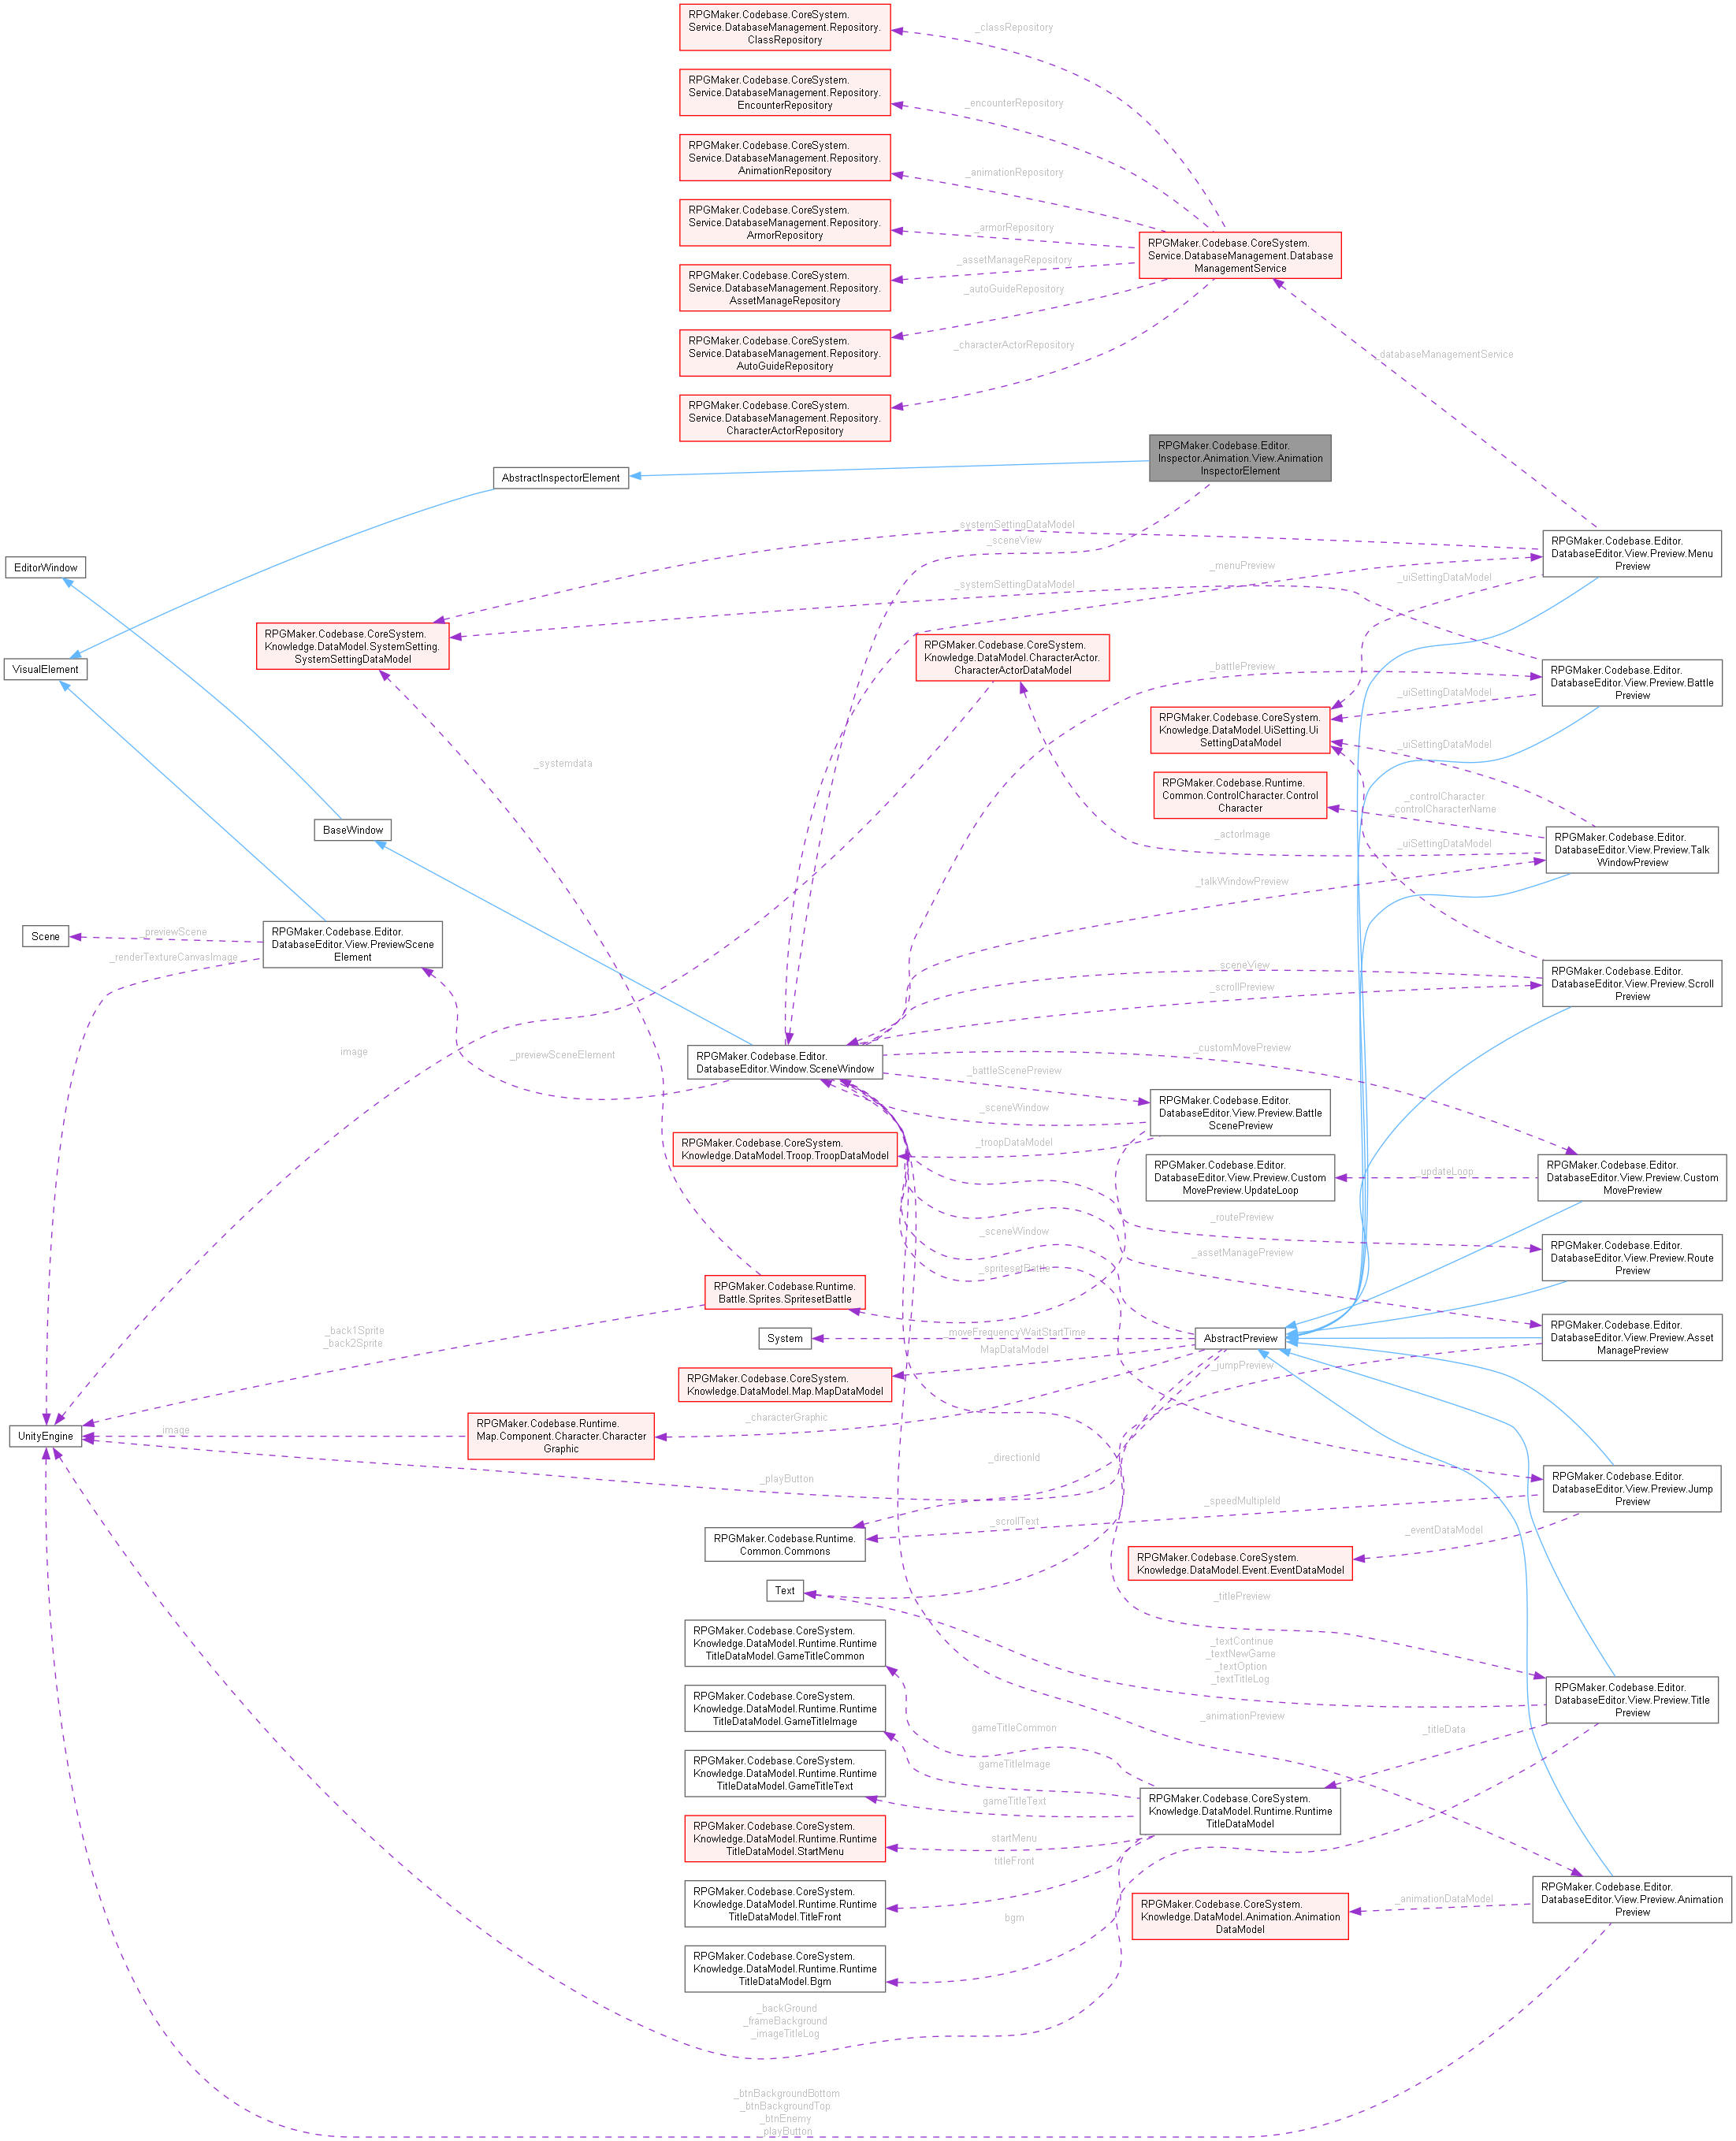 RPGMaker.Codebase.CoreSystem.
Service.DatabaseManagement.Repository.
ClassRepository
_classRepository
RPGMaker.Codebase.CoreSystem.
Service.DatabaseManagement.Repository.
EncounterRepository
_encounterRepository
RPGMaker.Codebase.CoreSystem.
Service.DatabaseManagement.Repository.
AnimationRepository
_animationRepository
RPGMaker.Codebase.CoreSystem.
Service.DatabaseManagement.Repository.
ArmorRepository
_armorRepository
RPGMaker.Codebase.CoreSystem.
Service.DatabaseManagement.Database
ManagementService
RPGMaker.Codebase.CoreSystem.
Service.DatabaseManagement.Repository.
AssetManageRepository
_assetManageRepository
_autoGuideRepository
RPGMaker.Codebase.CoreSystem.
Service.DatabaseManagement.Repository.
AutoGuideRepository
_characterActorRepository
_databaseManagementService
RPGMaker.Codebase.CoreSystem.
Service.DatabaseManagement.Repository.
CharacterActorRepository
RPGMaker.Codebase.Editor.
Inspector.Animation.View.Animation
InspectorElement
AbstractInspectorElement
_systemSettingDataModel
_sceneView
RPGMaker.Codebase.Editor.
DatabaseEditor.View.Preview.Menu
Preview
EditorWindow
_menuPreview
_systemSettingDataModel
_uiSettingDataModel
RPGMaker.Codebase.CoreSystem.
Knowledge.DataModel.SystemSetting.
SystemSettingDataModel
RPGMaker.Codebase.CoreSystem.
Knowledge.DataModel.CharacterActor.
CharacterActorDataModel
VisualElement
_battlePreview
RPGMaker.Codebase.Editor.
DatabaseEditor.View.Preview.Battle
Preview
_uiSettingDataModel
RPGMaker.Codebase.CoreSystem.
Knowledge.DataModel.UiSetting.Ui
SettingDataModel
_uiSettingDataModel
_systemdata
RPGMaker.Codebase.Runtime.
Common.ControlCharacter.Control
Character
_controlCharacter
_controlCharacterName
BaseWindow
_actorImage
_uiSettingDataModel
RPGMaker.Codebase.Editor.
DatabaseEditor.View.Preview.Talk
WindowPreview
_talkWindowPreview
Scene
_previewScene
RPGMaker.Codebase.Editor.
DatabaseEditor.View.PreviewScene
Element
_renderTextureCanvasImage
sceneView
_scrollPreview
RPGMaker.Codebase.Editor.
DatabaseEditor.View.Preview.Scroll
Preview
image
_previewSceneElement
RPGMaker.Codebase.Editor.
DatabaseEditor.Window.SceneWindow
_customMovePreview
_battleScenePreview
_sceneWindow
RPGMaker.Codebase.Editor.
DatabaseEditor.View.Preview.Battle
ScenePreview
RPGMaker.Codebase.CoreSystem.
Knowledge.DataModel.Troop.TroopDataModel
_troopDataModel
RPGMaker.Codebase.Editor.
DatabaseEditor.View.Preview.Custom
MovePreview.UpdateLoop
updateLoop
RPGMaker.Codebase.Editor.
DatabaseEditor.View.Preview.Custom
MovePreview
_sceneWindow
_routePreview
RPGMaker.Codebase.Editor.
DatabaseEditor.View.Preview.Route
Preview
_assetManagePreview
_spritesetBattle
RPGMaker.Codebase.Runtime.
Battle.Sprites.SpritesetBattle
_back1Sprite
_back2Sprite
System
moveFrequencyWaitStartTime
MapDataModel
AbstractPreview
RPGMaker.Codebase.Editor.
DatabaseEditor.View.Preview.Asset
ManagePreview
_jumpPreview
RPGMaker.Codebase.CoreSystem.
Knowledge.DataModel.Map.MapDataModel
_characterGraphic
UnityEngine
image
RPGMaker.Codebase.Runtime.
Map.Component.Character.Character
Graphic
_playButton
_directionId
RPGMaker.Codebase.Editor.
DatabaseEditor.View.Preview.Jump
Preview
_speedMultipleId
_scrollText
RPGMaker.Codebase.Runtime.
Common.Commons
_eventDataModel
RPGMaker.Codebase.CoreSystem.
Knowledge.DataModel.Event.EventDataModel
Text
_titlePreview
RPGMaker.Codebase.CoreSystem.
Knowledge.DataModel.Runtime.Runtime
TitleDataModel.GameTitleCommon
_textContinue
_textNewGame
_textOption
_textTitleLog
RPGMaker.Codebase.Editor.
DatabaseEditor.View.Preview.Title
Preview
RPGMaker.Codebase.CoreSystem.
Knowledge.DataModel.Runtime.Runtime
TitleDataModel.GameTitleImage
_animationPreview
gameTitleCommon
_titleData
gameTitleImage
RPGMaker.Codebase.CoreSystem.
Knowledge.DataModel.Runtime.Runtime
TitleDataModel.GameTitleText
gameTitleText
RPGMaker.Codebase.CoreSystem.
Knowledge.DataModel.Runtime.Runtime
TitleDataModel
RPGMaker.Codebase.CoreSystem.
Knowledge.DataModel.Runtime.Runtime
TitleDataModel.StartMenu
startMenu
titleFront
RPGMaker.Codebase.CoreSystem.
Knowledge.DataModel.Runtime.Runtime
TitleDataModel.TitleFront
bgm
RPGMaker.Codebase.CoreSystem.
Knowledge.DataModel.Animation.Animation
DataModel
_animationDataModel
RPGMaker.Codebase.Editor.
DatabaseEditor.View.Preview.Animation
Preview
RPGMaker.Codebase.CoreSystem.
Knowledge.DataModel.Runtime.Runtime
TitleDataModel.Bgm
_backGround
_frameBackground
_imageTitleLog
_btnBackgroundBottom
_btnBackgroundTop
_btnEnemy
_playButton